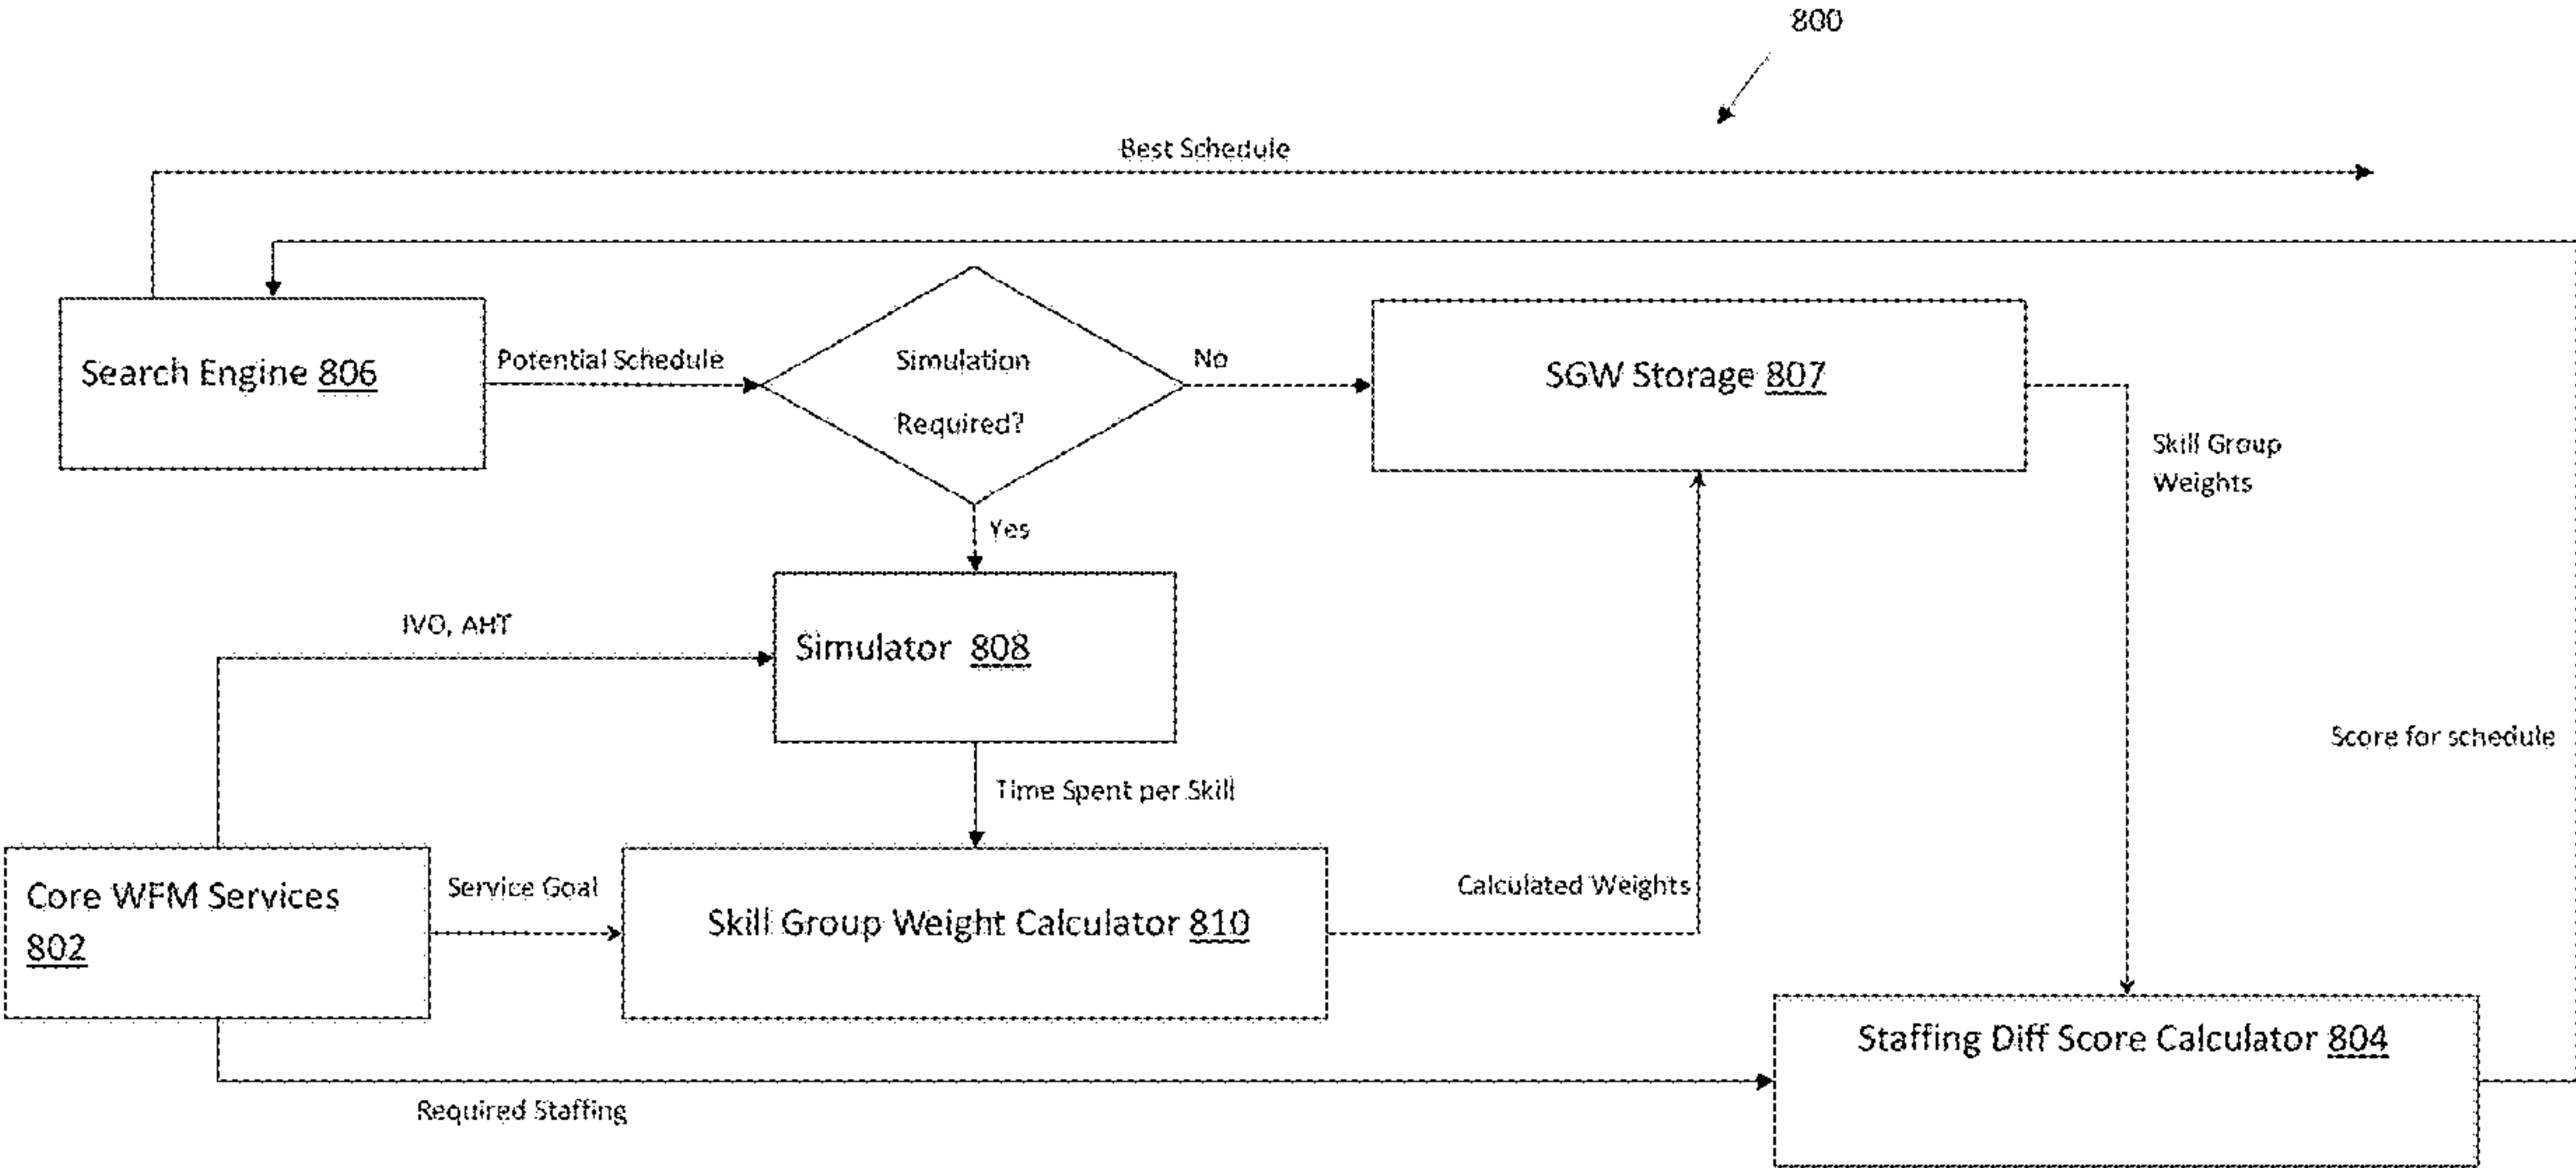 800
Best Schedule
Search Engine 806
Potential Schedule
Simulation
Required?
No
SGW Storage 807
Skill Group
Weights
Yes
IVO, AHT
Simulator 808
Score for schedule
Time Spent per Skill
Core WFM Services
802
Service Goal
Skill Group Weight Calculator 810
Calculated Weights
Staffing Diff Score Calculator 804
Required Staffing